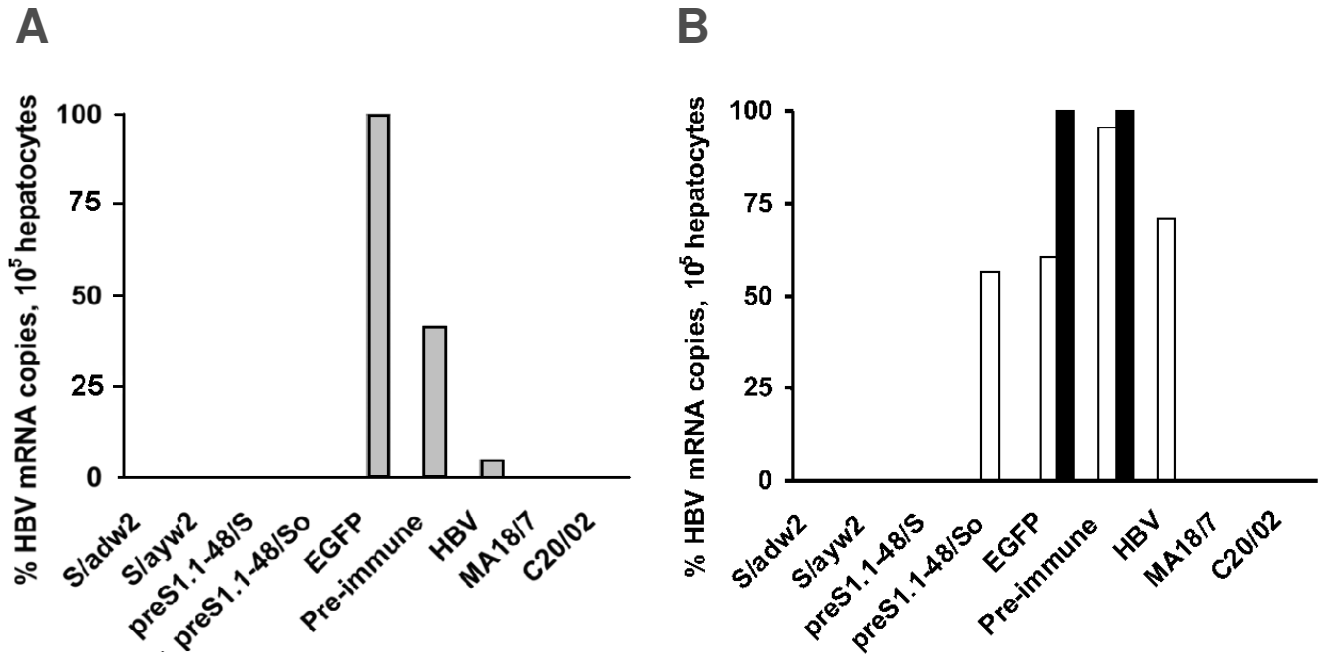 A
% HBV mRNA copies, 10⁵ hepatocytes
100
75
50
25
0
S/adw2
S/ayw2
preS1.1-48/S
preS1.1-48/So
EGFP
Pre-immune
HBV
MA18/7
C20/02
B
% HBV mRNA copies, 10⁵ hepatocytes
100
75
50
25
0
S/adw2
S/ayw2
preS1.1-48/S
preS1.1-48/So
EGFP
Pre-immune
HBV
MA18/7
C20/02